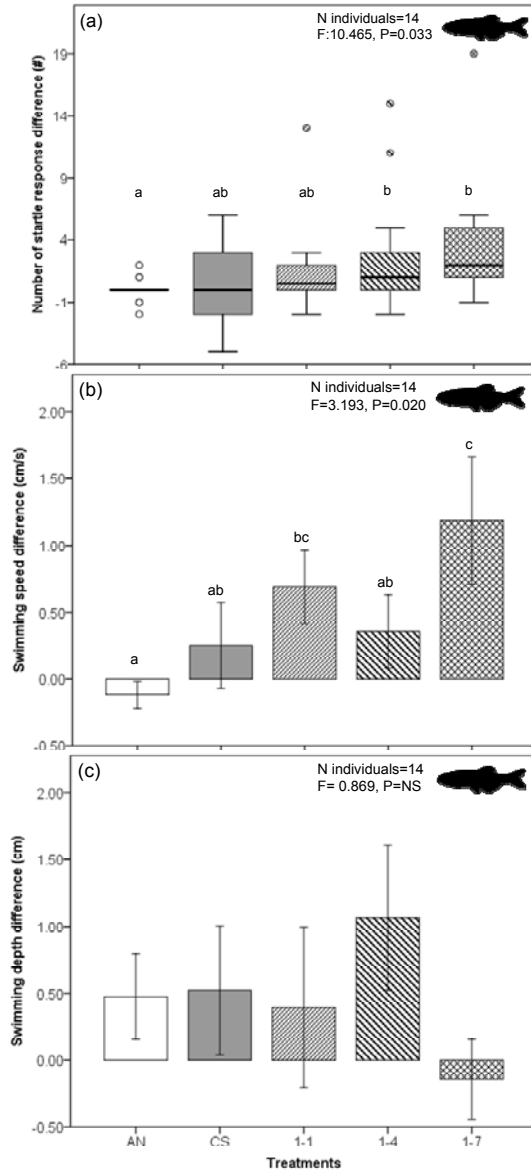 (a)
N individuals=14
F:10.465, P=0.033
Number of startle response difference (#)
19
14
9
4
-1
-6
a
ab
ab
b
b
(b)
N individuals=14
F=3.193, P=0.020
Swimming speed difference (cm/s)
2.00
1.50
1.00
0.50
0.00
-0.50
a
ab
bc
ab
c
(c)
N individuals=14
F= 0.869, P=NS
Swimming depth difference (cm)
2.00
1.50
1.00
0.50
0.00
-0.50
AN CS 1-1 1-4 1-7
Treatments